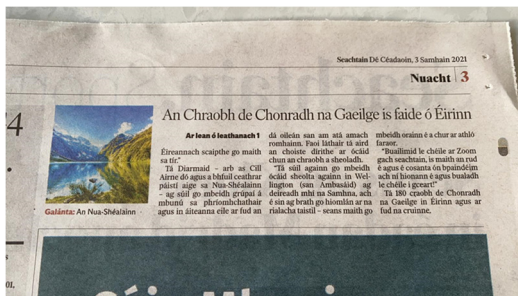 Seachtain Dé Céadaoin, 3 Samhain 2021
Nuacht 3
An Chraobh de Chonradh na Gaeilge is faide ó Éirinn
Galánta: An Nua-Shéalainn
Ar lean ó leathanach 1
Éireannach scaipthe go maith
sa tír."
Tá Diarmaid – arb as Cill
Airne dó agus a bhfuil ceathrar
páistí aige sa Nua-Shéalainn
– ag súil go mbeidh grúpaí á
mbunú sa phríomhchathair
agus in áiteanna eile ar fud an
dá oileán san am atá amach
romhainn. Faoi láthair tá aird
an choiste dírithe ar ócáid
chun an chraobh a sheoladh.
"Tá súil againn go mbeidh
ócáid sheolta againn in Wel-
lington (san Ambasáid) ag
deireadh mhí na Samhna, ach
é sin ag brath go hiomlán ar na
rialacha taistil – seans maith go
mbeidh orainn é a chur ar athló
faraor.
"Buailimid le chéile ar Zoom
gach seachtain, is maith an rud
é agus é cosanta ón bpaindéim
ach ní hionann é agus bualadh
le chéile i gceart!"
Tá 180 craobh de Chonradh
na Gaeilge in Éirinn agus ar
fud na cruinne.